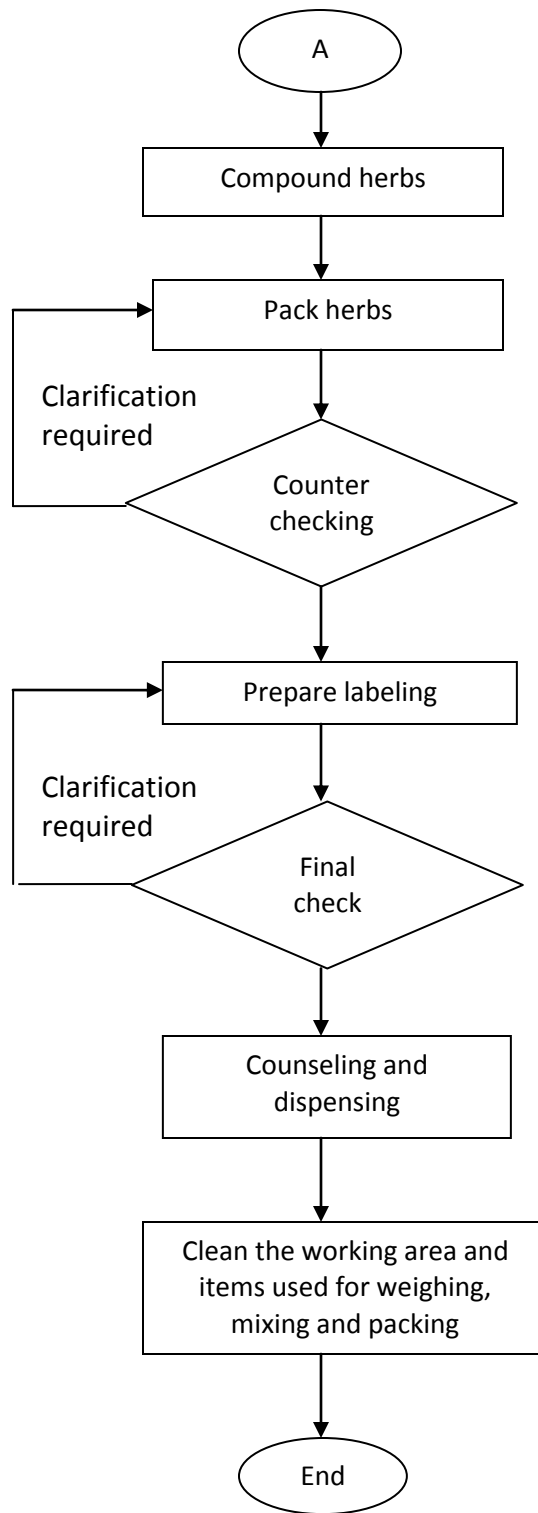 A
Compound herbs
Pack herbs
Clarification
required
Counter
checking
Prepare labeling
Clarification
required
Final
check
Counseling and
dispensing
Clean the working area and
items used for weighing,
mixing and packing
End